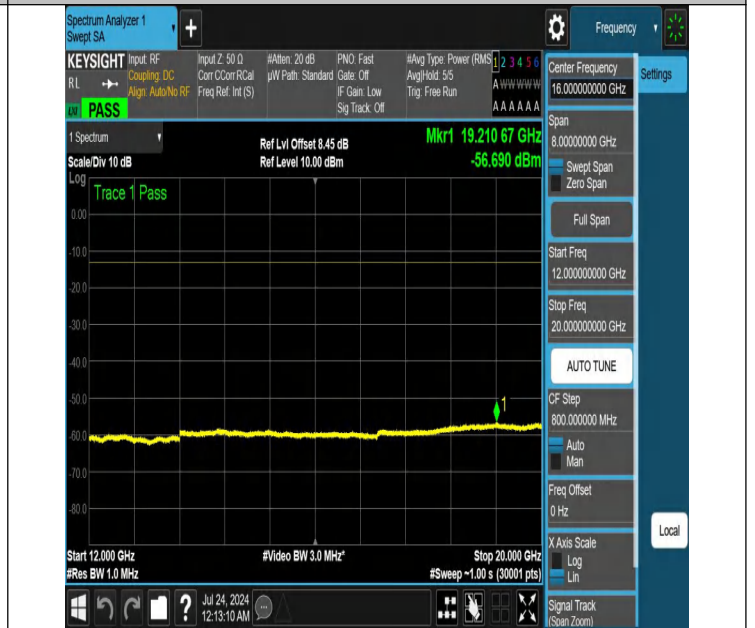 Spectrum Analyzer 1
Swept SA
+
Frequency
KEYSIGHT
RL
PASS
Input: RF
Coupling: DC
Align: Auto/No RF
Input Z: 50 Ω
Corr CCorr RCal
Freq Ref: Int (S)
#Atten: 20 dB
µW Path: Standard
PNO: Fast
Gate: Off
IF Gain: Low
Sig Track: Off
#Avg Type: Power (RMS
Avg|Hold: 5/5
Trig: Free Run
1 2 3 4 5 6
A W W W W W
A A A A A A
1 Spectrum
Scale/Div 10 dB
Ref Lvl Offset 8.45 dB
Ref Level 10.00 dBm
Mkr1 19.210 67 GHz
-56.690 dBm
Log
Trace 1 Pass
0.00
-10.0
-20.0
-30.0
-40.0
-50.0
-60.0
-70.0
-80.0
1
Start 12.000 GHz
#Res BW 1.0 MHz
#Video BW 3.0 MHz*
Stop 20.000 GHz
#Sweep ~1.00 s (30001 pts)
Center Frequency
16.000000000 GHz
Span
8.00000000 GHz
Swept Span
Zero Span
Full Span
Start Freq
12.000000000 GHz
Stop Freq
20.000000000 GHz
AUTO TUNE
CF Step
800.000000 MHz
Auto
Man
Freq Offset
0 Hz
X Axis Scale
Log
Lin
Signal Track
(Span Zoom)
Settings
Local
?
Jul 24, 2024
12:13:10 AM